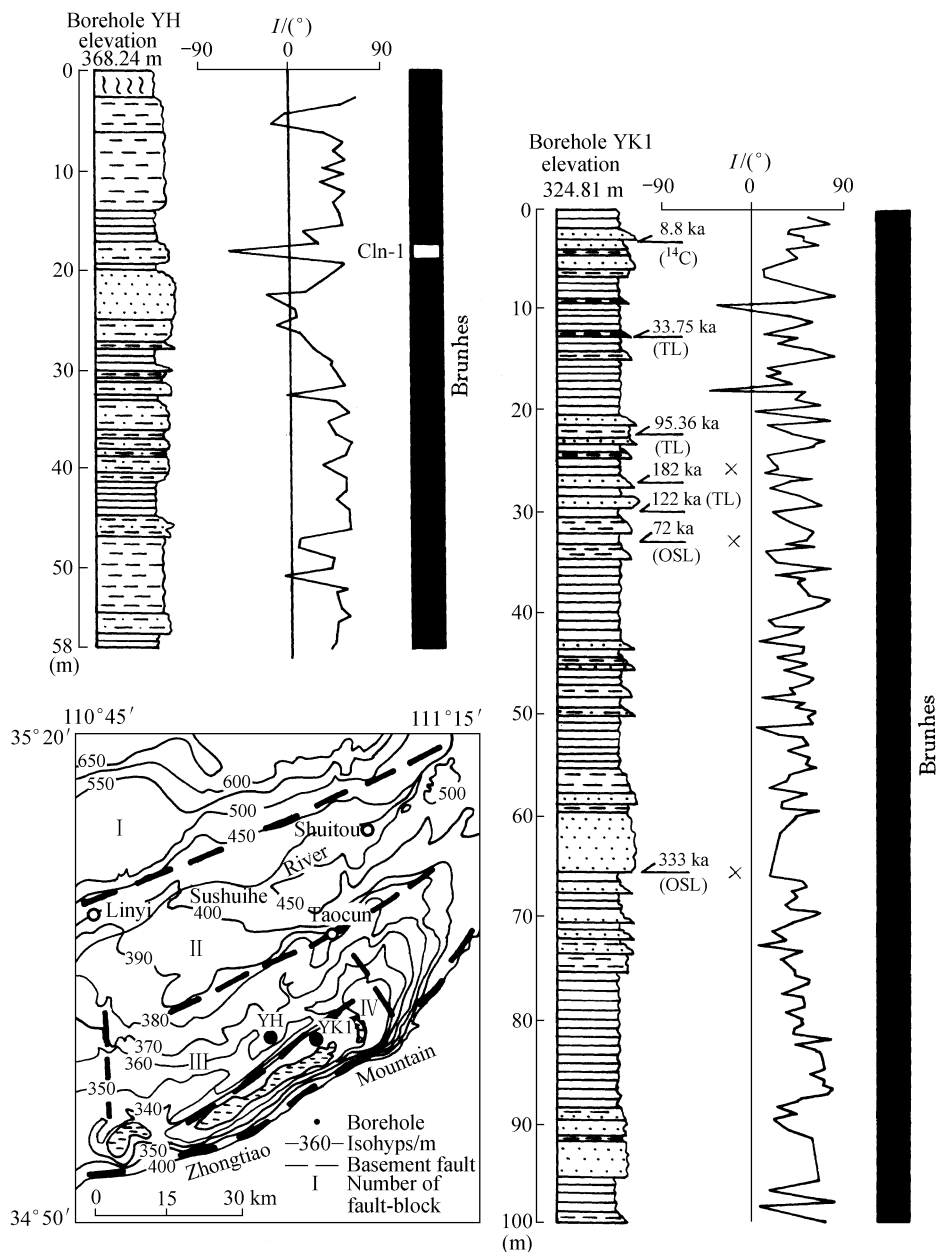 Borehole YH
elevation
368.24 m
I/(°)
−90 0 90
0
10
20
30
40
50
58
(m)
Cln-1
Brunhes
Borehole YK1
elevation
324.81 m
I/(°)
−90 0 90
0
10
20
30
40
50
60
70
80
90
100
(m)
8.8 ka
(¹⁴C)
33.75 ka
(TL)
95.36 ka
(TL)
182 ka ×
122 ka (TL)
72 ka ×
(OSL)
333 ka ×
(OSL)
Brunhes
110°45′ 111°15′
35°20′
34°50′
650
550
600
500
450
500
I
Shuitou
River
Sushuihe
450
400
Linyi
Taocun
II
390
380
370
360
350
340
350
400
III
IV
YH
YK1
Mountain
Zhongtiao
Borehole
−360− Isohyps/m
Basement fault
I Number of
fault-block
0 15 30 km